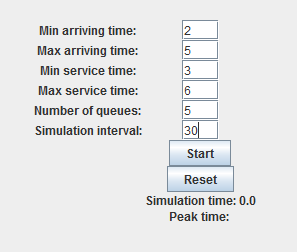 Min arriving time: 2
Max arriving time: 5
Min service time: 3
Max service time: 6
Number of queues: 5
Simulation interval: 30
Start
Reset
Simulation time: 0.0
Peak time: